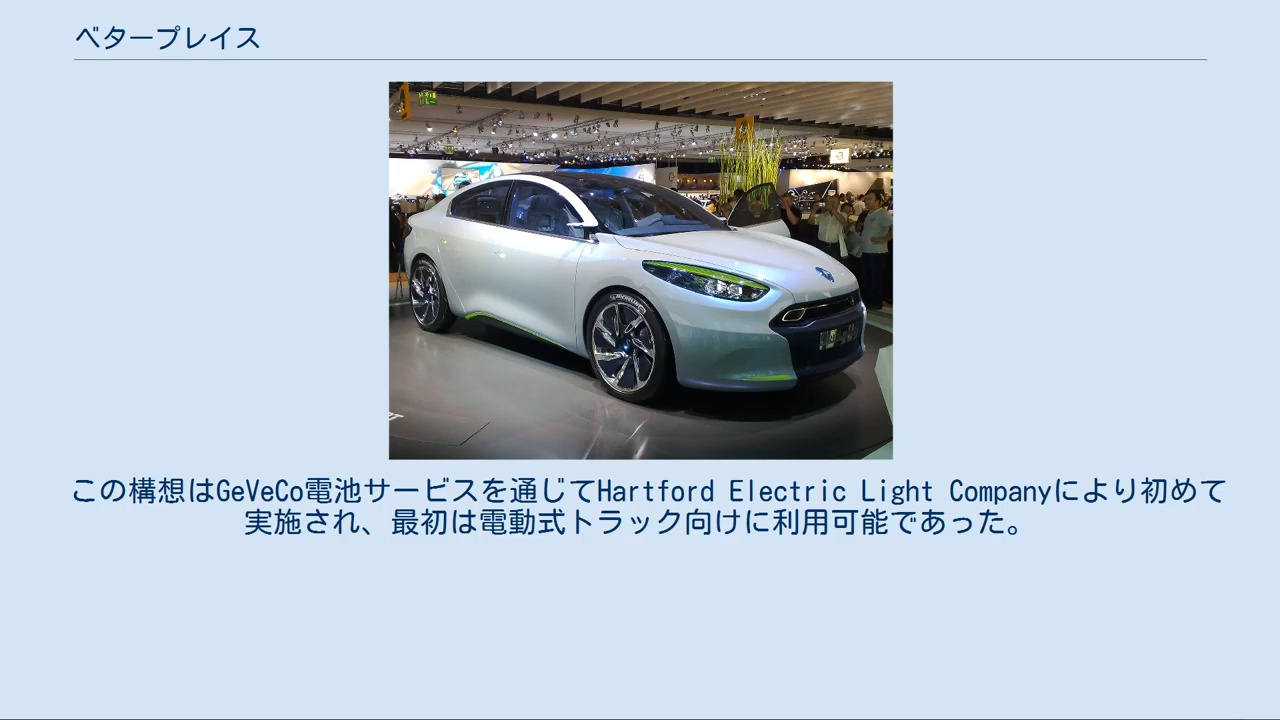 ベタープレイス
この構想はGeVeCo電池サービスを通じてHartford Electric Light Companyにより初めて
実施され、最初は電動式トラック向けに利用可能であった。